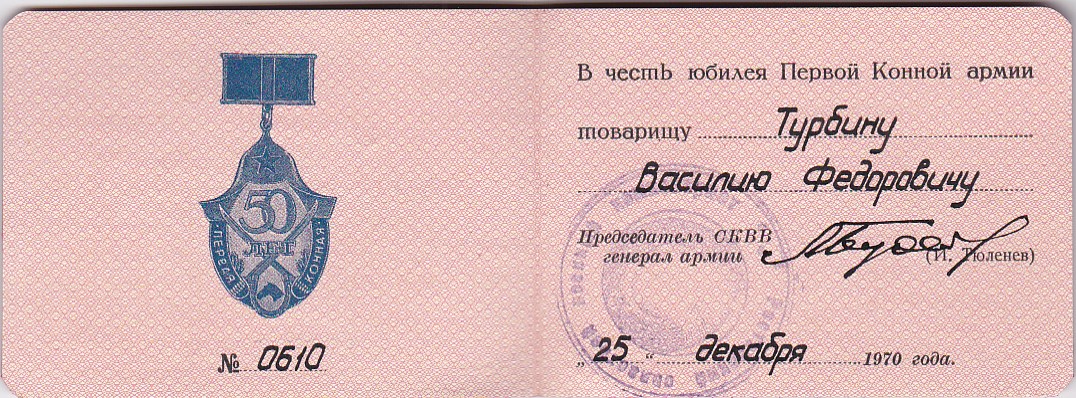 50
ЛЕТ
ПЕРВАЯ
КОННАЯ
№ 0610
В честь юбилея Первой Конной армии
товарищу Турбину
Василию Федоровичу
Председатель СКВВ
генерал армии (И. Тюленев)
„ 25 “ декабря 1970 года.